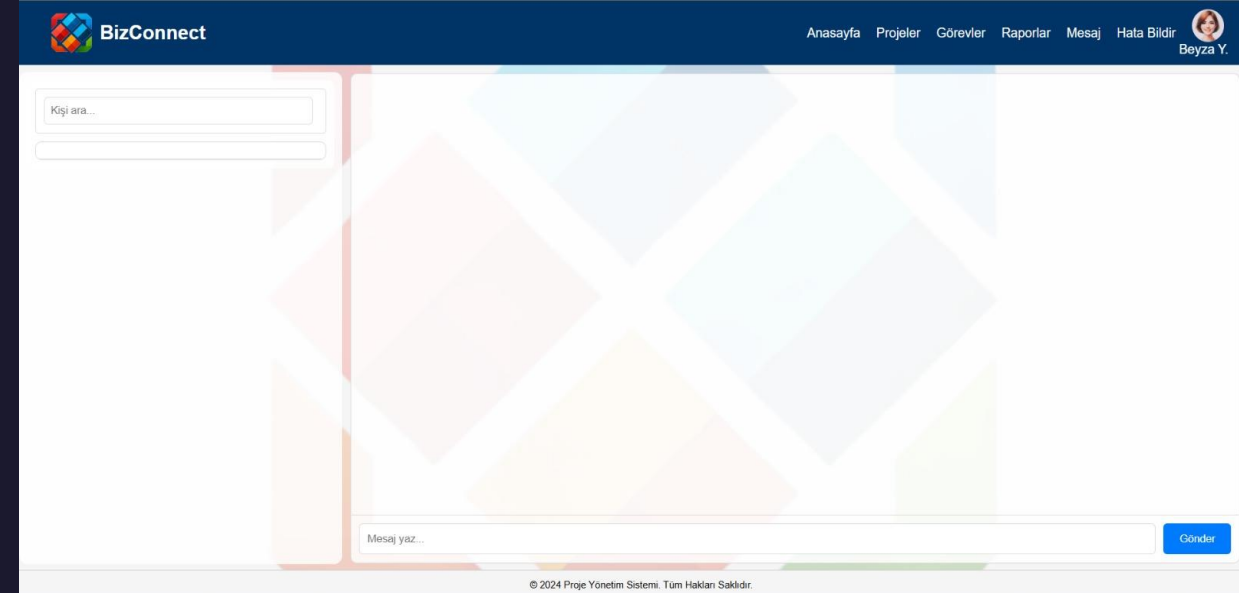 BizConnect
Anasayfa Projeler Görevler Raporlar Mesaj Hata Bildir
Beyza Y.
Kişi ara...
Mesaj yaz...
Gönder
© 2024 Proje Yönetim Sistemi. Tüm Hakları Saklıdır.